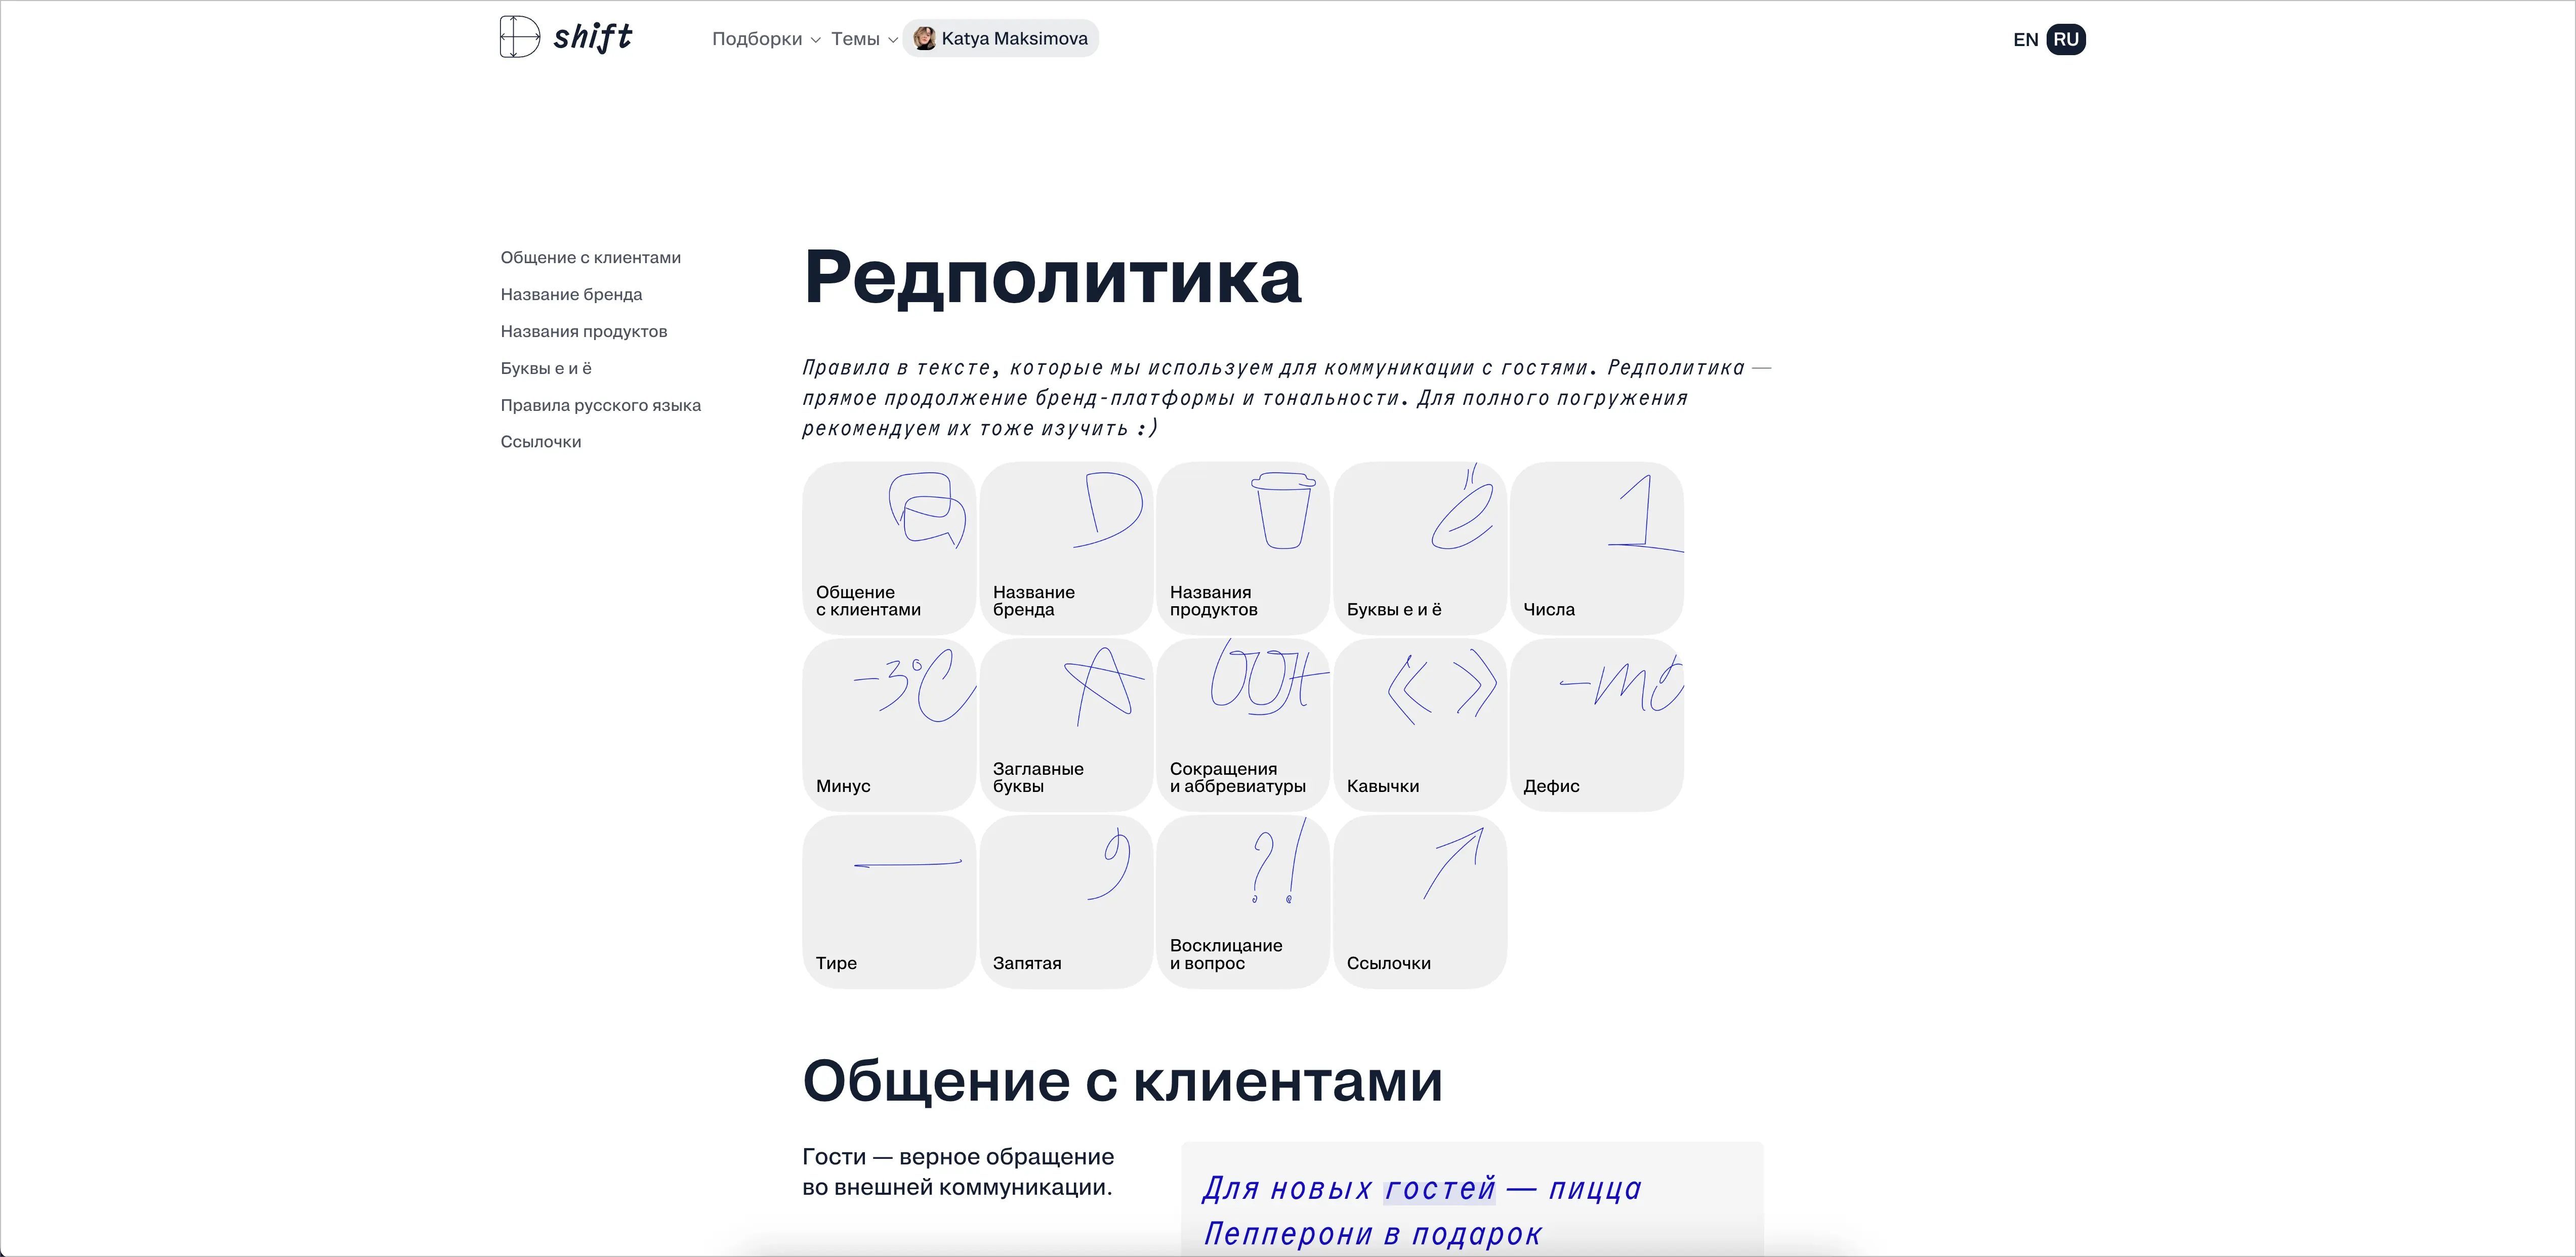 shift
Подборки
Темы
Katya Maksimova
EN
RU
Общение с клиентами
Название бренда
Названия продуктов
Буквы е и ё
Правила русского языка
Ссылочки
Редполитика
Правила в тексте, которые мы используем для коммуникации с гостями. Редполитика —
прямое продолжение бренд-платформы и тональности. Для полного погружения
рекомендуем их тоже изучить :)
D
ё
1
Общение
с клиентами
Название
бренда
Названия
продуктов
Буквы е и ё
Числа
-3°C
А
« »
Минус
Заглавные
буквы
Сокращения
и аббревиатуры
Кавычки
Дефис
—
,
?!
Тире
Запятая
Восклицание
и вопрос
Ссылочки
Общение с клиентами
Гости — верное обращение
во внешней коммуникации.
Для новых гостей — пицца
Пепперони в подарок